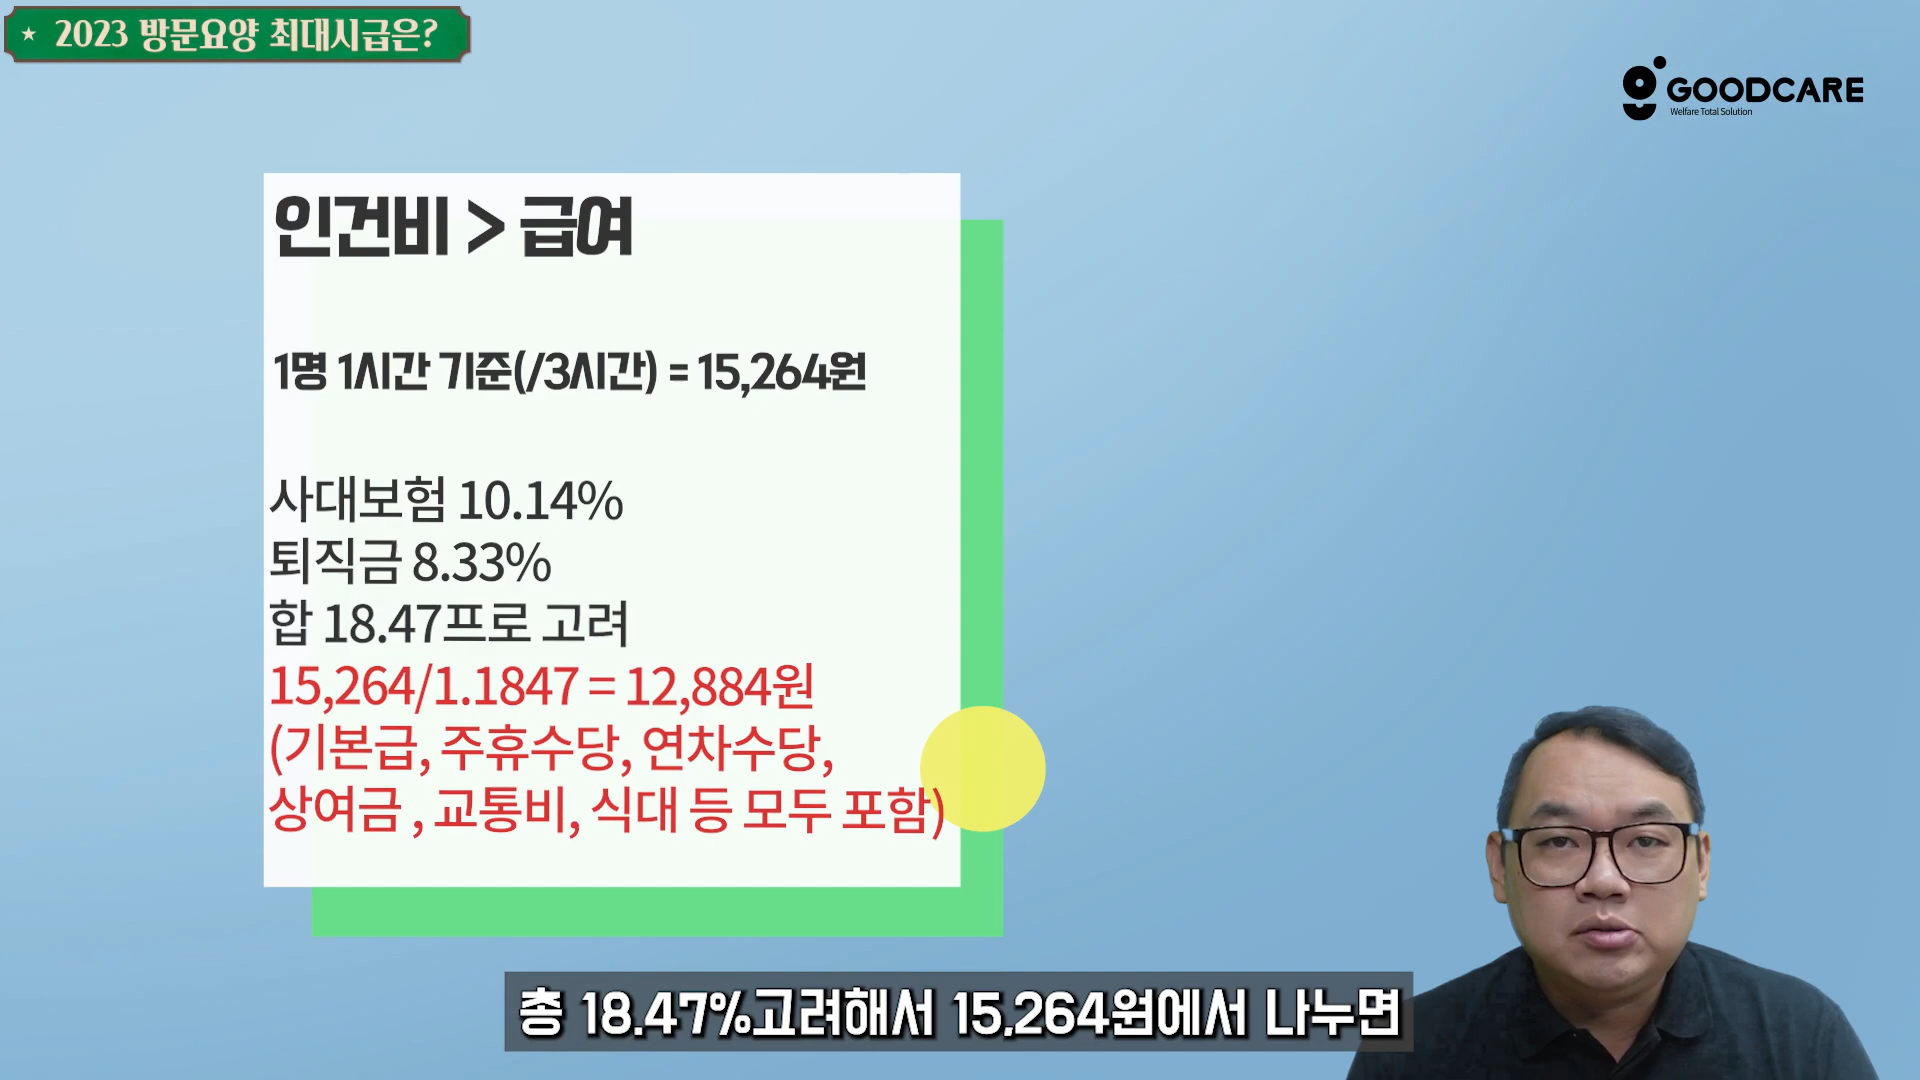 ★ 2023 방문요양 최대시급은?
GOODCARE
Welfare Total Solution
인건비 > 급여
1명 1시간 기준(/3시간) = 15,264원
사대보험 10.14%
퇴직금 8.33%
합 18.47프로 고려
15,264/1.1847 = 12,884원
(기본급, 주휴수당, 연차수당,
상여금 , 교통비, 식대 등 모두 포함)
총 18.47%고려해서 15,264원에서 나누면